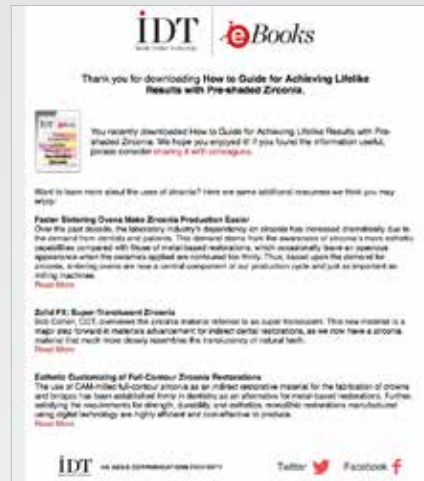 iDT
eBooks
Thank you for downloading How to Guide for Achieving Lifelike
Results with Pre-shaded Zirconia.
You recently downloaded How to Guide for Achieving Lifelike Results with Pre-
shaded Zirconia. We hope you enjoyed it! If you found the information useful,
please consider sharing it with colleagues.
Want to learn more about the uses of zirconia? Here are some additional resources we think you may
enjoy:
Faster Sintering Ovens Make Zirconia Production Easier
Over the past decade, the laboratory industry's dependency on zirconia has increased dramatically due to
the demand from dentists and patients. This demand stems from the awareness of zirconia's more esthetic
capabilities compared with those of metal-based restorations, which occasionally leave an opacious
appearance when the ceramics applied are contoured too thinly. Thus, based upon the demand for
zirconia, sintering ovens are now a central component of our production cycle and just as important as
milling machines.
Read More
Zolid FX: Super-Translucent Zirconia
Bob Cohen, CDT, overviews the zirconia material referred to as super translucent. This new material is a
major step forward in materials advancement for indirect dental restorations, as we now have a zirconia
material that much more closely resembles the translucency of natural teeth.
Read More
Esthetic Customizing of Full-Contour Zirconia Restorations
The use of CAM-milled full-contour zirconia as an indirect restorative material for the fabrication of crowns
and bridges has been established firmly in dentistry as an alternative for metal-based restorations. Further,
satisfying the requirements for strength, durability, and esthetics, monolithic restorations manufactured
using digital technology are highly efficient and cost-effective to produce.
Read More
iDT AN AEGIS COMMUNICATIONS PROPERTY Twitter Facebook